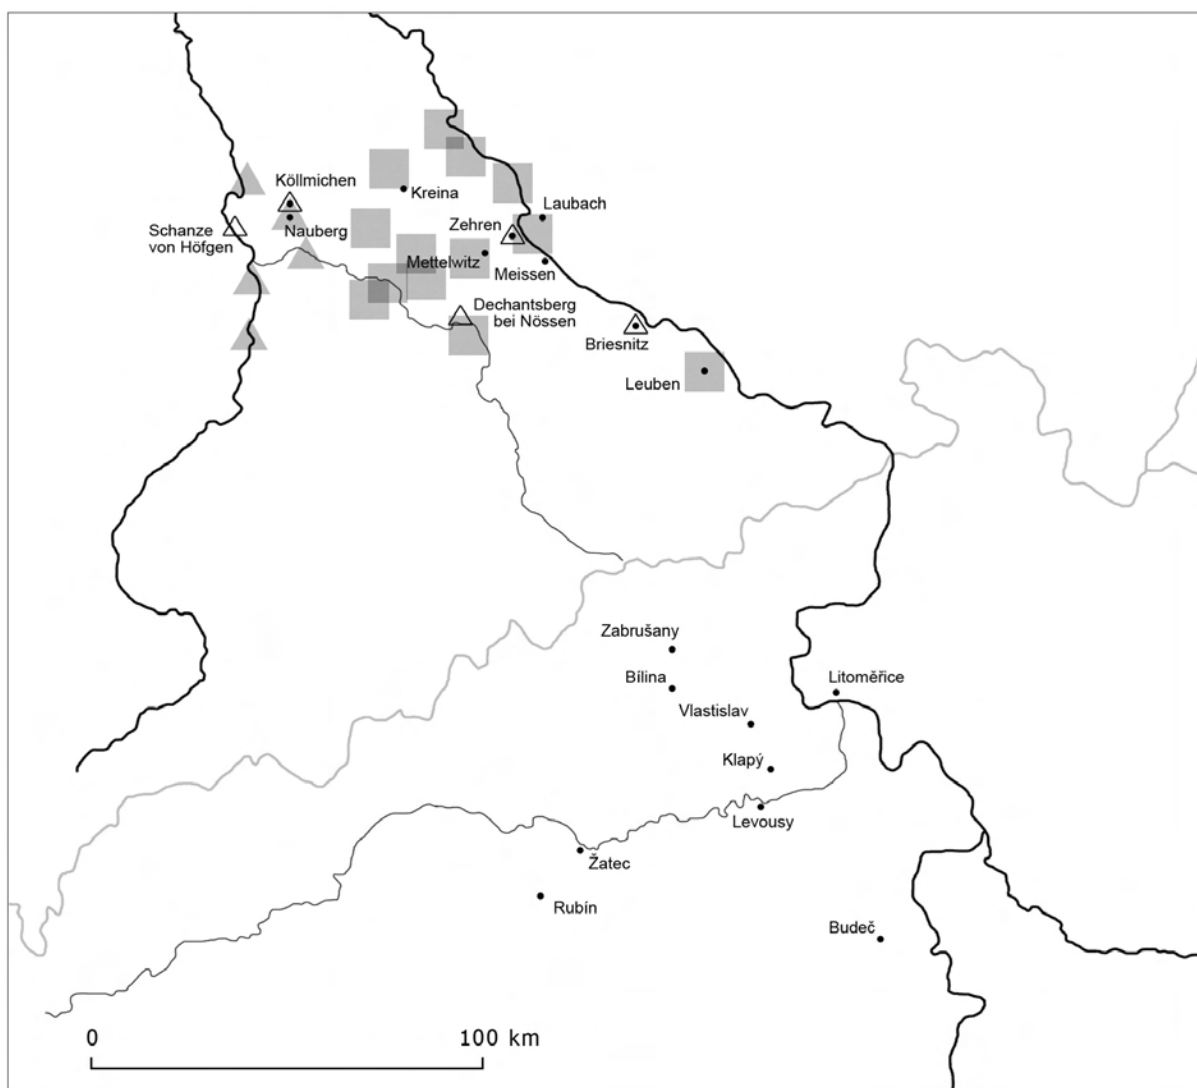 Köllmichen
Kreina
Laubach
Schanze
von Höfgen
Nauberg
Zehren
Mettelwitz
Meissen
Dechantsberg
bei Nössen
Briesnitz
Leuben
Zabrušany
Bílina
Litoměřice
Vlastislav
Klapý
Levousy
Žatec
Rubín
Budeč
0
100 km